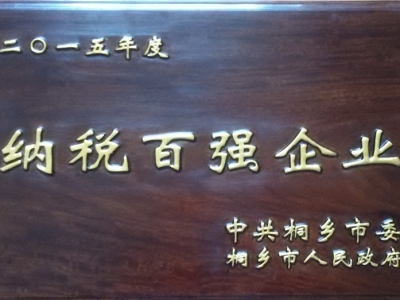 二〇一五年度
纳税百强企业
中共桐乡市委
桐乡市人民政府